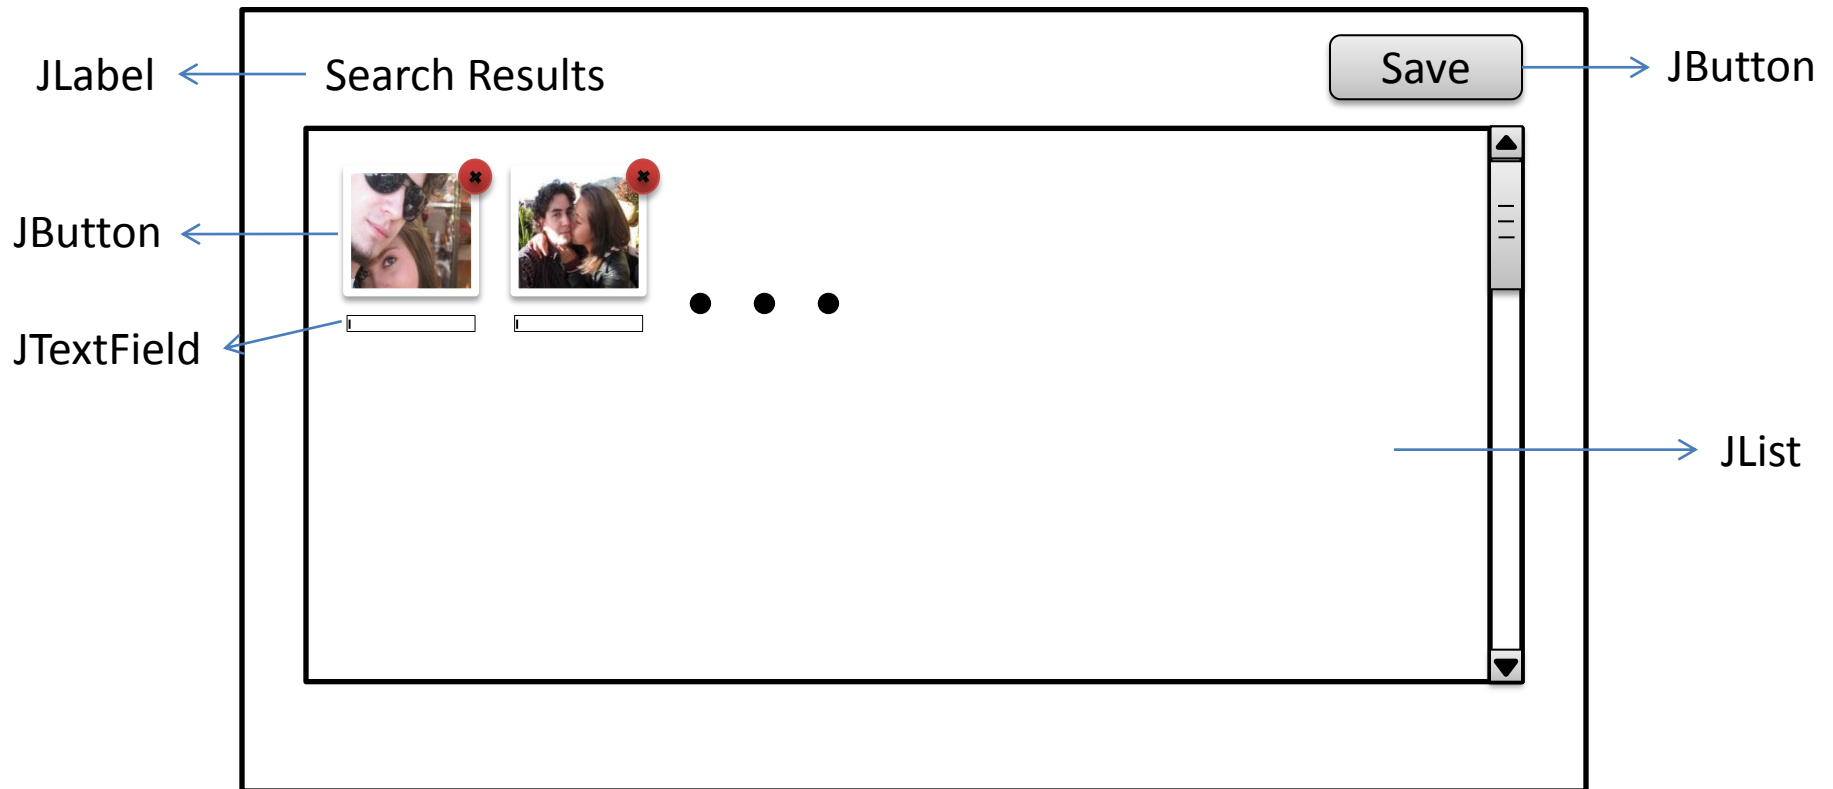 JLabel
Search Results
Save
JButton
JButton
JTextField
JList